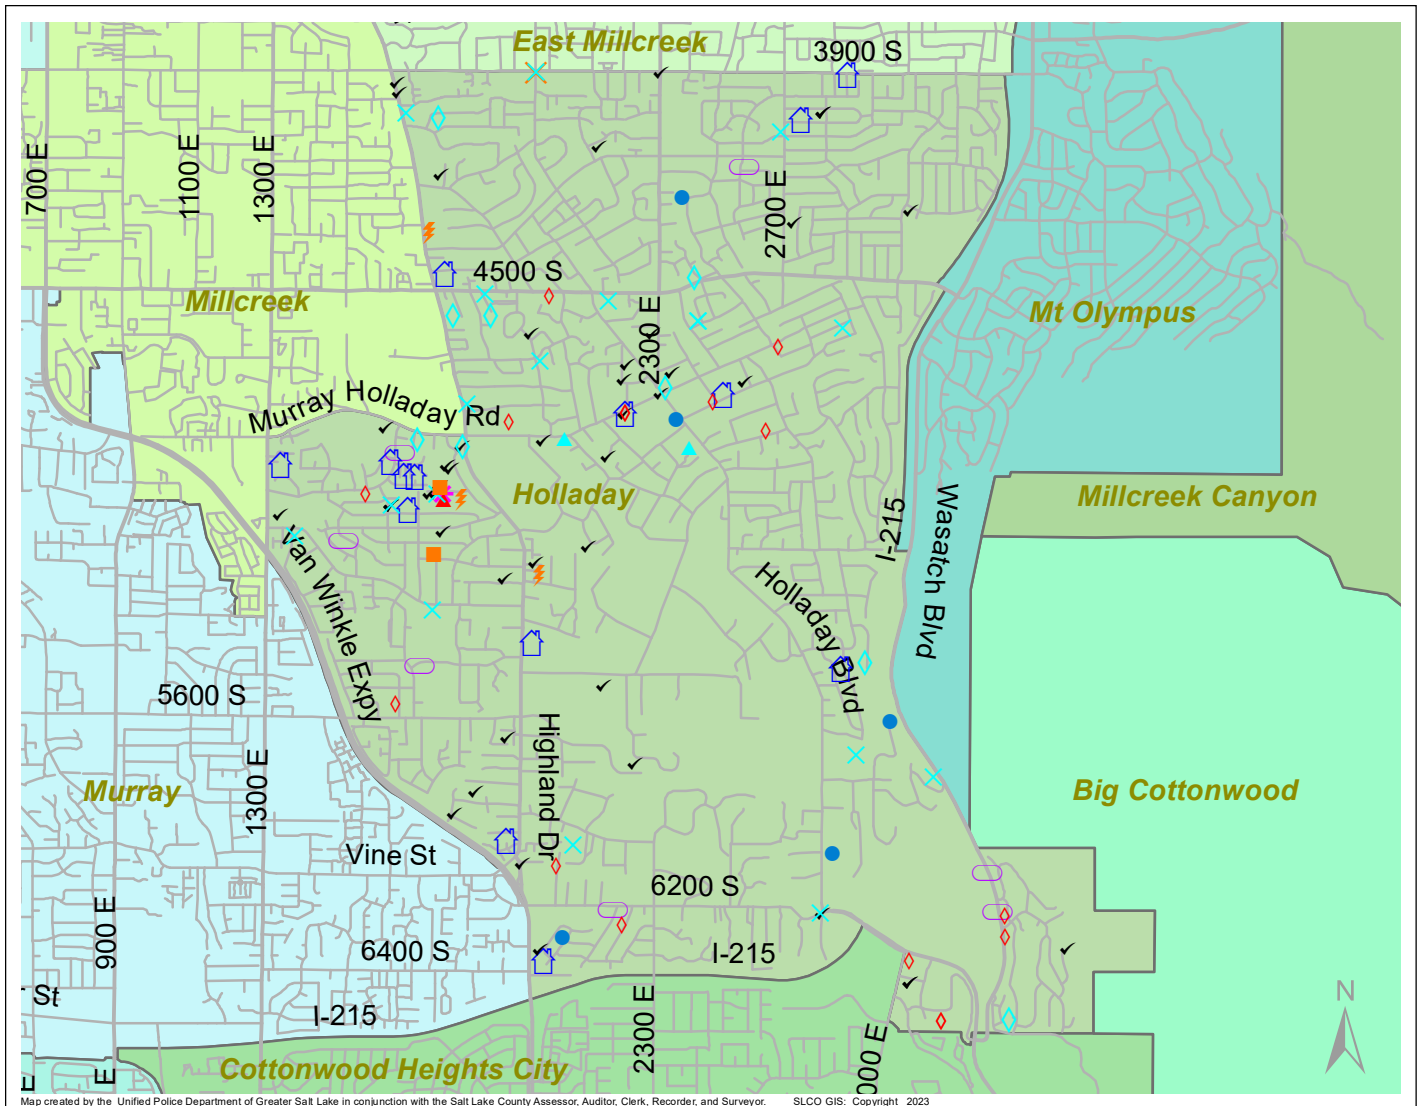 East Millcreek
3900 S
700 E
1100 E
1300 E
2700 E
4500 S
Millcreek
2300 E
Mt Olympus
Murray Holladay Rd
Holladay
Millcreek Canyon
I-215
Wasatch Blvd
Van Winkle Expy
Holladay Blvd
5600 S
Highland Dr
Murray
1300 E
Big Cottonwood
Vine St
6200 S
900 E
6400 S
I-215
St
I-215
2300 E
N
000 E
Cottonwood Heights City
E
E
Map created by the Unified Police Department of Greater Salt Lake in conjunction with the Salt Lake County Assessor, Auditor, Clerk, Recorder, and Surveyor. SLCO GIS: Copyright 2023